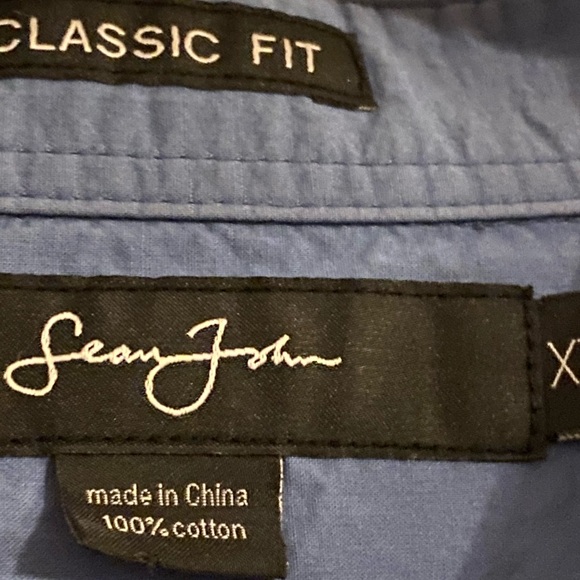 CLASSIC FIT
Sean John
made in China
100% cotton